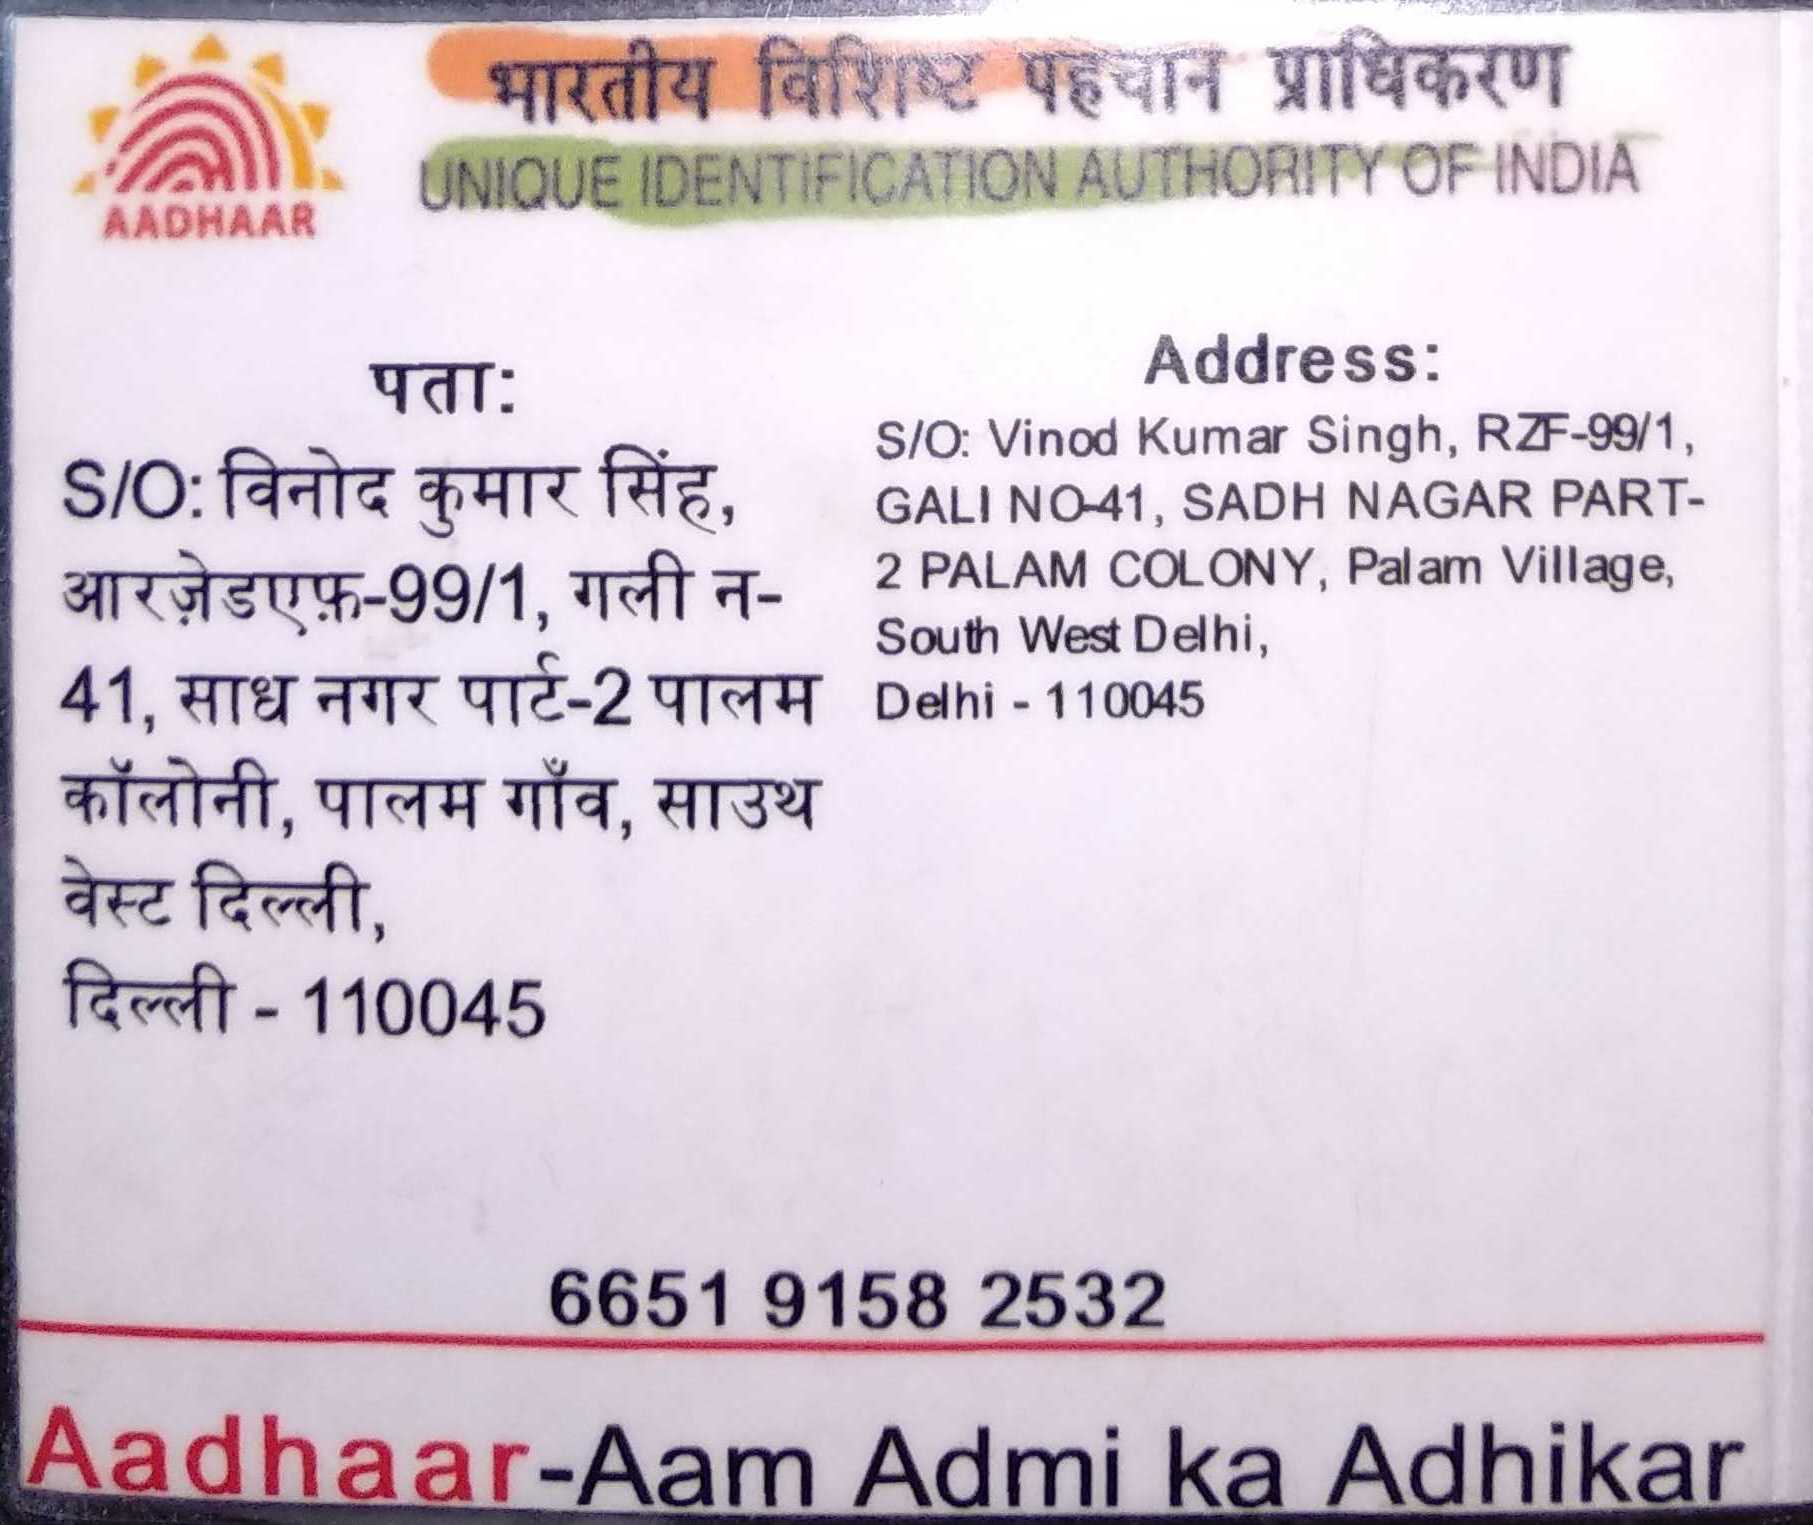 भारतीय विशिष्ट पहचान प्राधिकरण
UNIQUE IDENTIFICATION AUTHORITY OF INDIA
AADHAAR
पता:
S/O: विनोद कुमार सिंह,
आरज़ेडएफ़-99/1, गली न-
41, साध नगर पार्ट-2 पालम
कॉलोनी, पालम गाँव, साउथ
वेस्ट दिल्ली,
दिल्ली - 110045
Address:
S/O: Vinod Kumar Singh, RZF-99/1,
GALI NO-41, SADH NAGAR PART-
2 PALAM COLONY, Palam Village,
South West Delhi,
Delhi - 110045
6651 9158 2532
Aadhaar-Aam Admi ka Adhikar